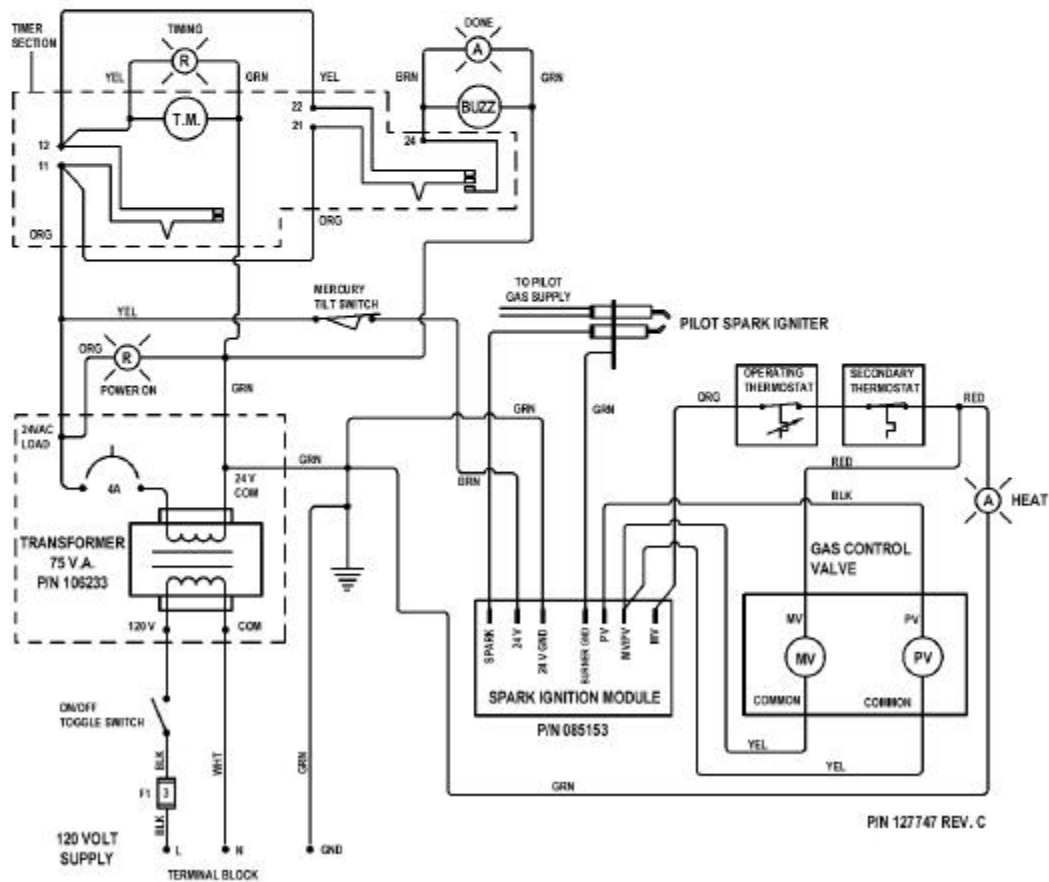 TIMER
SECTION
TIMING
R
YEL
GRN
T.M.
12
11
ORG
YEL
22
21
ORG
DONE
A
BRN
GRN
BUZZ
24
YEL
MERCURY
TILT SWITCH
ORG
R
POWER ON
GRN
TO PILOT
GAS SUPPLY
PILOT SPARK IGNITER
24VAC
LOAD
4A
24 V
COM
GRN
GRN
BRN
GRN
ORG
OPERATING
THERMOSTAT
SECONDARY
THERMOSTAT
RED
RED
BLK
A
HEAT
TRANSFORMER
75 V.A.
P/N 106233
120 V
COM
GAS CONTROL
VALVE
MV
PV
MV
PV
COMMON
COMMON
SPARK
24 V
24 V GND
BURNER GND
PV
MV/PV
MV
SPARK IGNITION MODULE
P/N 085153
YEL
YEL
GRN
ON/OFF
TOGGLE SWITCH
BLK
F1
3
BLK
WHT
GRN
120 VOLT
SUPPLY
L
N
GND
TERMINAL BLOCK
P/N 127747 REV. C